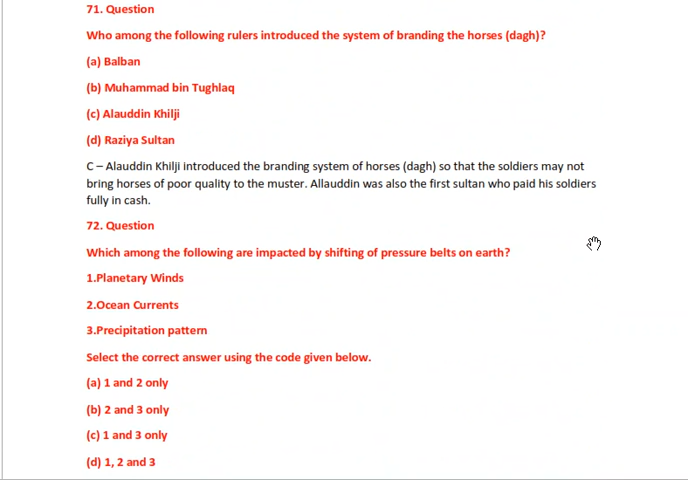 71. Question
Who among the following rulers introduced the system of branding the horses (dagh)?
(a) Balban
(b) Muhammad bin Tughlaq
(c) Alauddin Khilji
(d) Raziya Sultan
C – Alauddin Khilji introduced the branding system of horses (dagh) so that the soldiers may not
bring horses of poor quality to the muster. Allauddin was also the first sultan who paid his soldiers
fully in cash.
72. Question
Which among the following are impacted by shifting of pressure belts on earth?
1.Planetary Winds
2.Ocean Currents
3.Precipitation pattern
Select the correct answer using the code given below.
(a) 1 and 2 only
(b) 2 and 3 only
(c) 1 and 3 only
(d) 1, 2 and 3